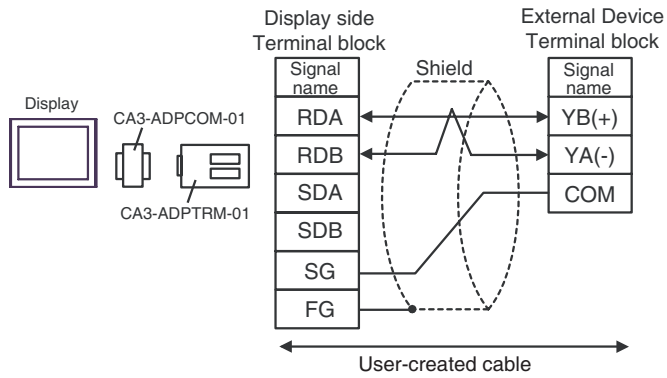 Display side
Terminal block
External Device
Terminal block
Signal
name
Shield
Signal
name
Display
CA3-ADPCOM-01
CA3-ADPTRM-01
RDA
YB(+)
RDB
YA(-)
SDA
COM
SDB
SG
FG
User-created cable